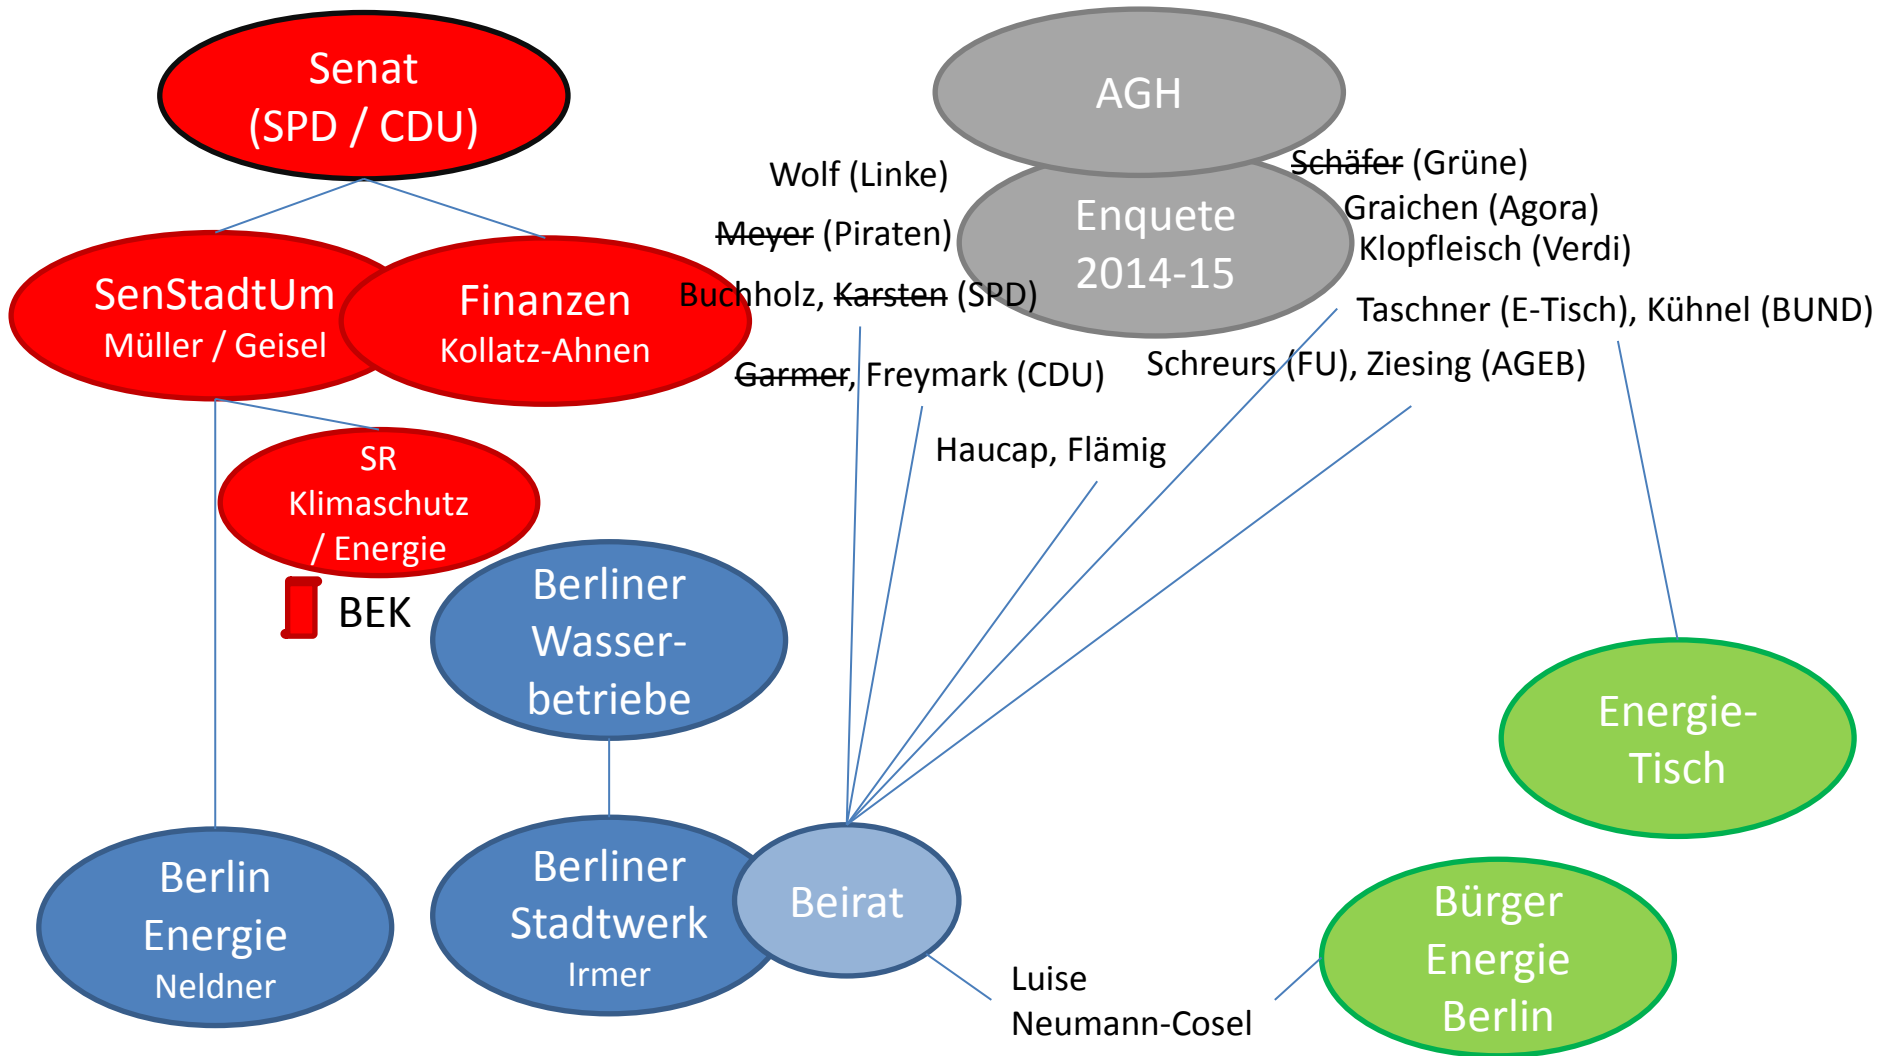 Senat
(SPD / CDU)
AGH
Wolf (Linke)
Schäfer (Grüne)
Enquete
2014-15
Graichen (Agora)
Meyer (Piraten)
Klopfleisch (Verdi)
SenStadtUm
Müller / Geisel
Finanzen
Kollatz-Ahnen
Buchholz, Karsten (SPD)
Taschner (E-Tisch), Kühnel (BUND)
Garmer, Freymark (CDU)
Schreurs (FU), Ziesing (AGEB)
Haucap, Flämig
SR
Klimaschutz
/ Energie
BEK
Berliner
Wasser-
betriebe
Energie-
Tisch
Berlin
Energie
Neldner
Berliner
Stadtwerk
Irmer
Beirat
Bürger
Energie
Berlin
Luise
Neumann-Cosel